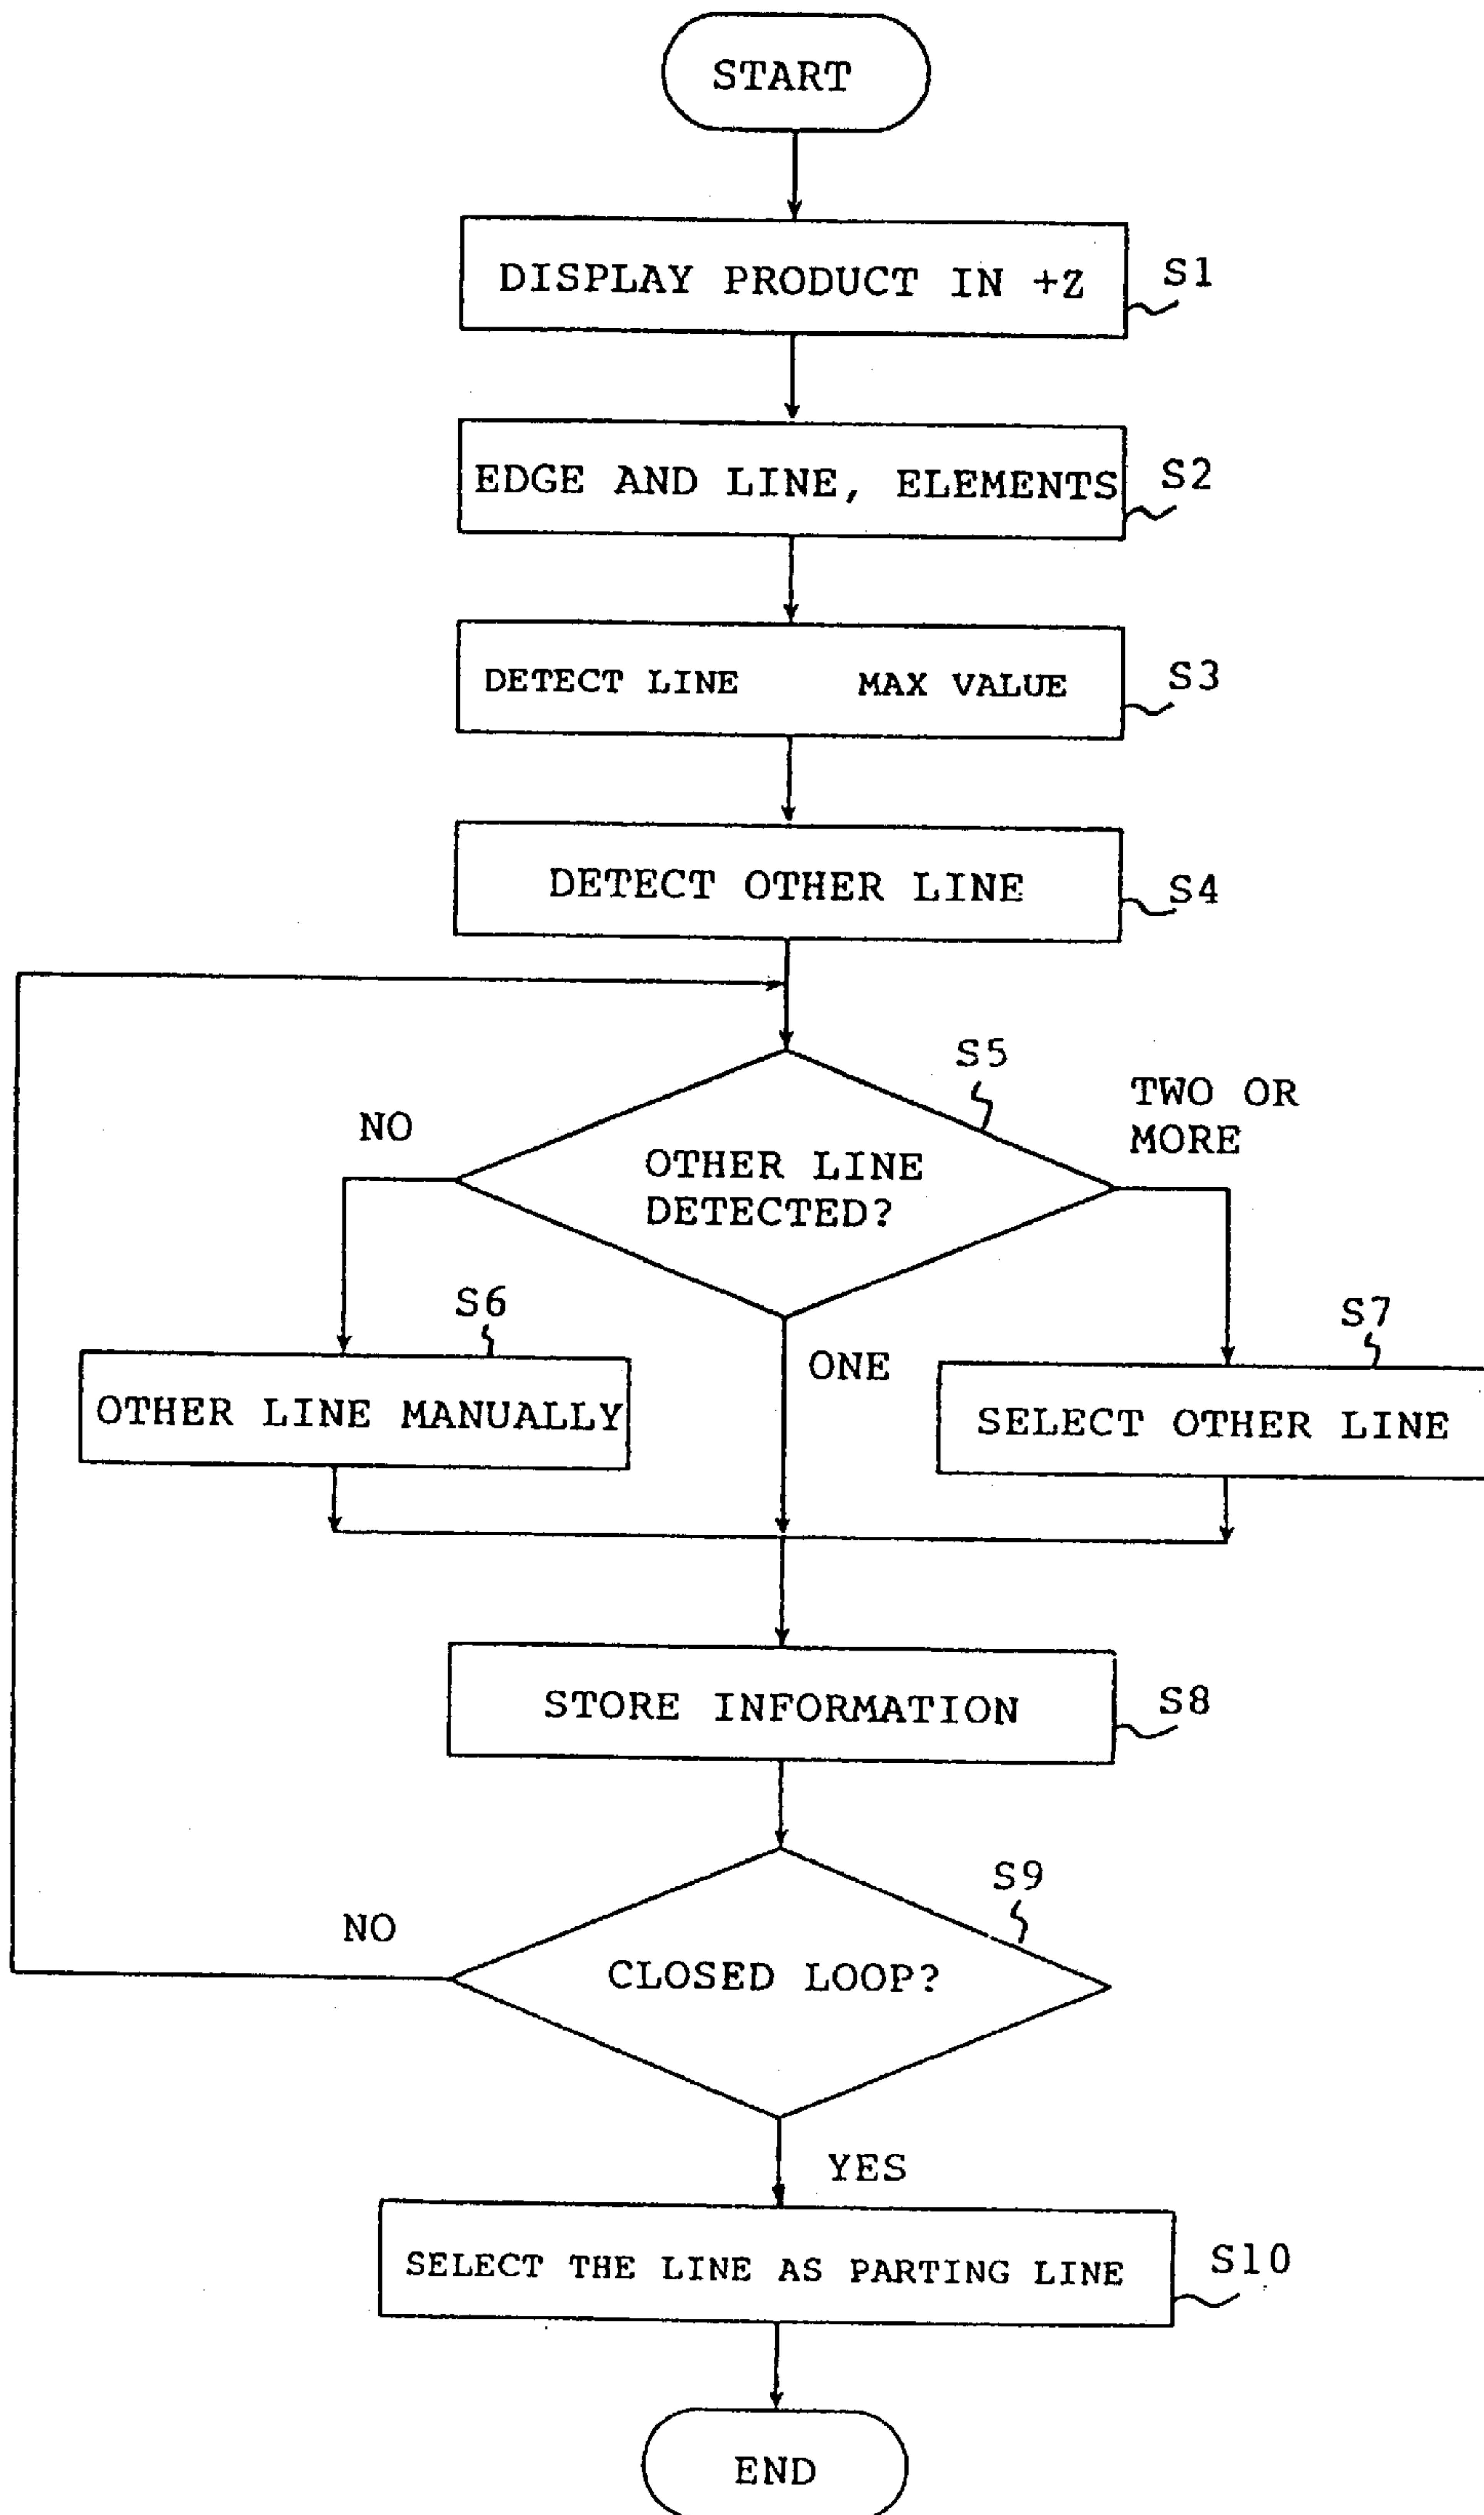 START
DISPLAY PRODUCT IN +Z
S1
EDGE AND LINE, ELEMENTS
S2
DETECT LINE MAX VALUE
S3
DETECT OTHER LINE
S4
S5
NO
TWO OR
MORE
OTHER LINE
DETECTED?
S6
S7
ONE
OTHER LINE MANUALLY
SELECT OTHER LINE
STORE INFORMATION
S8
S9
NO
CLOSED LOOP?
YES
SELECT THE LINE AS PARTING LINE
S10
END